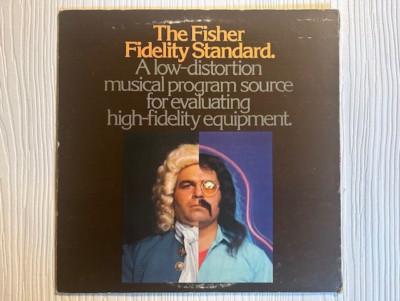 The Fisher
Fidelity Standard.
A low-distortion
musical program source
for evaluating
high-fidelity equipment.